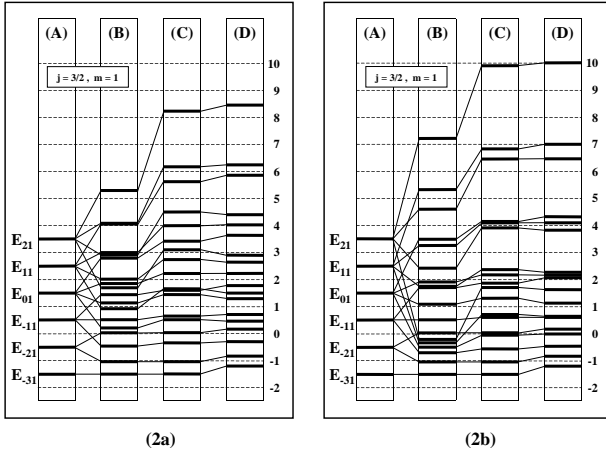 (A) (B) (C) (D)
j = 3/2 , m = 1
10
9
8
7
6
5
4
3
2
1
0
-1
-2
E21
E11
E01
E-11
E-21
E-31
(2a)
(A) (B) (C) (D)
j = 3/2 , m = 1
10
9
8
7
6
5
4
3
2
1
0
-1
-2
E21
E11
E01
E-11
E-21
E-31
(2b)